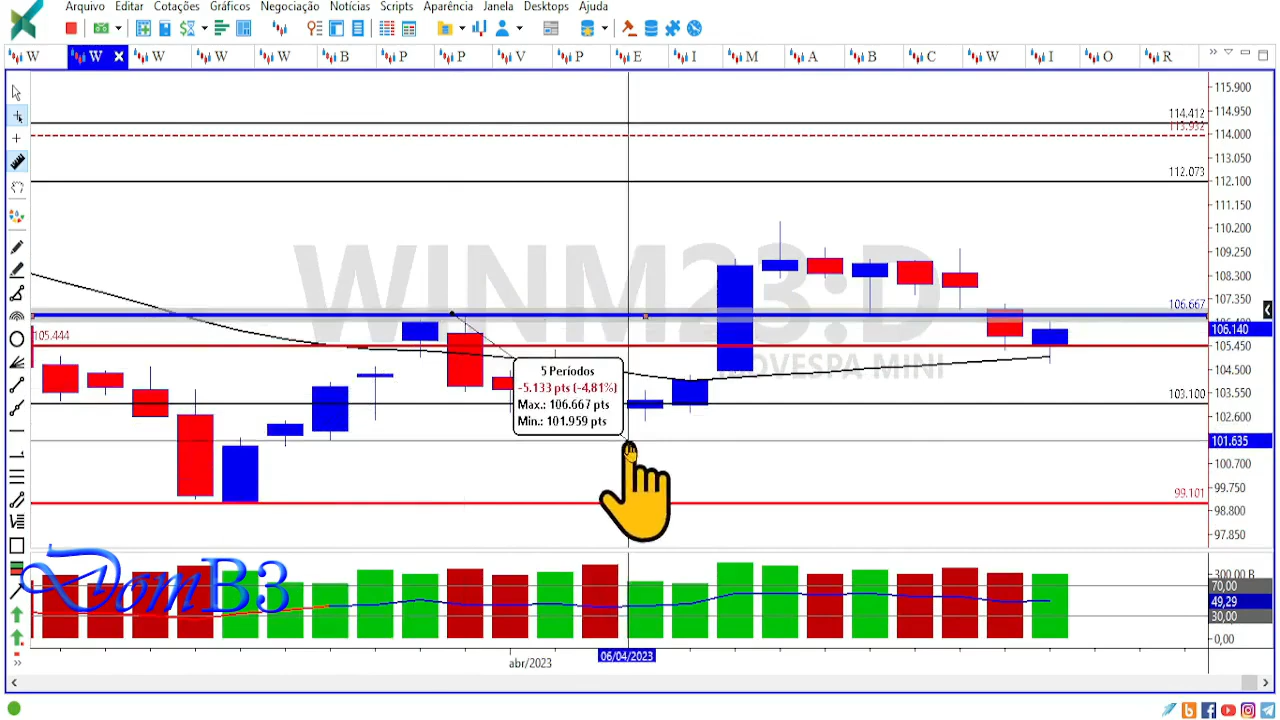 Arquivo Editar Cotações Gráficos Negociação Notícias Scripts Aparência Janela Desktops Ajuda
W W W W W B P P V P E I M A B C W I O R
115.900
114.950
114.412
114.000
113.050
112.073
112.100
111.150
110.200
109.250
108.300
107.350
106.667
106.140
105.444
105.450
104.500
103.550
103.100
102.600
101.635
100.700
99.750
99.101
98.800
97.850
WINM23:D
IBOVESPA MINI
5 Períodos
-5.133 pts (-4,81%)
Max.: 106.667 pts
Min.: 101.959 pts
DomB3
300,00 B
70,00
49,29
30,00
0,00
abr/2023
06/04/2023